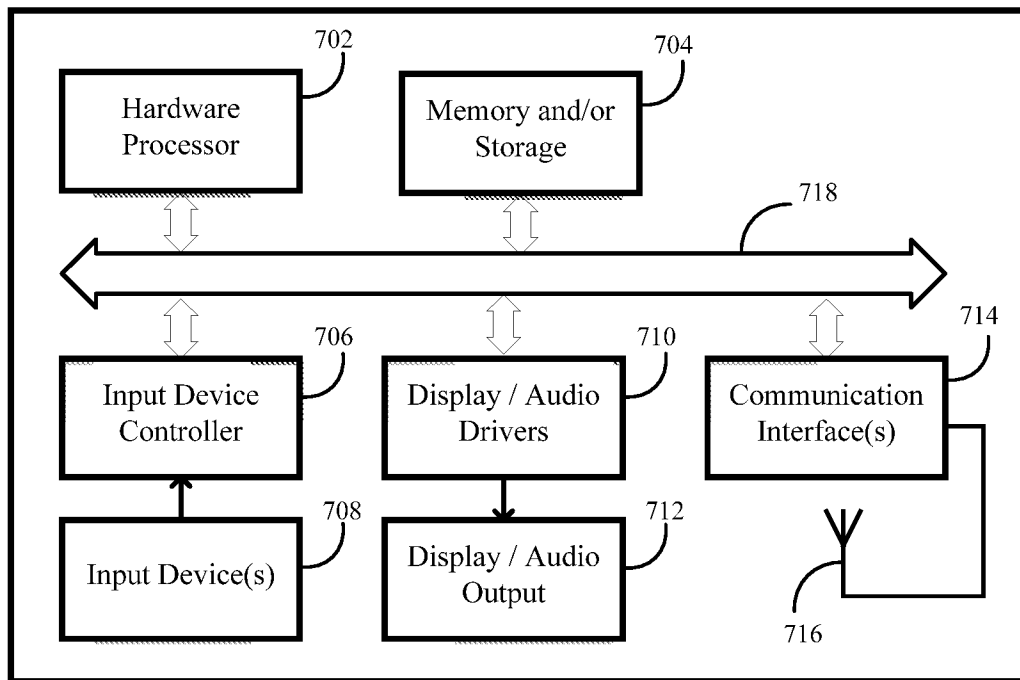 702
704
Hardware
Processor
Memory and/or
Storage
718
706
710
714
Input Device
Controller
Display / Audio
Drivers
Communication
Interface(s)
708
712
Input Device(s)
Display / Audio
Output
716